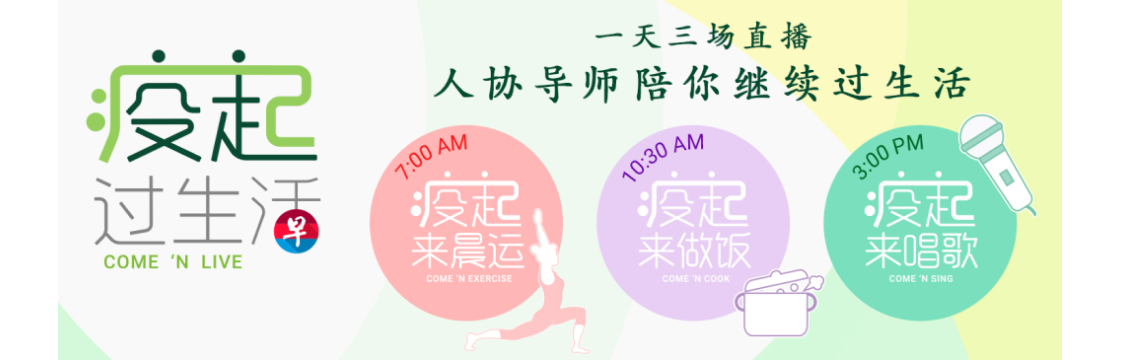 疫起
过生活
早
COME 'N LIVE
一天三场直播
人协导师陪你继续过生活
7:00 AM
疫起
来晨运
COME 'N EXERCISE
10:30 AM
疫起
来做饭
COME 'N COOK
3:00 PM
疫起
来唱歌
COME 'N SING